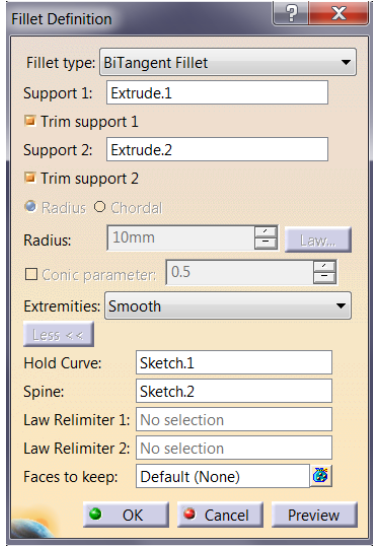 Fillet Definition
? X
Fillet type: BiTangent Fillet
Support 1: Extrude.1
Trim support 1
Support 2: Extrude.2
Trim support 2
Radius Chordal
Radius: 10mm Law...
Conic parameter: 0.5
Extremities: Smooth
Less <<
Hold Curve: Sketch.1
Spine: Sketch.2
Law Relimiter 1: No selection
Law Relimiter 2: No selection
Faces to keep: Default (None)
OK Cancel Preview